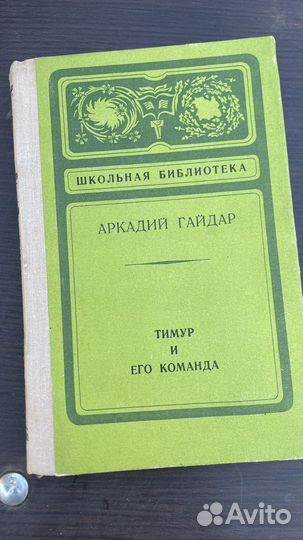 ШКОЛЬНАЯ БИБЛИОТЕКА
АРКАДИЙ ГАЙДАР
ТИМУР
И
ЕГО КОМАНДА
Avito